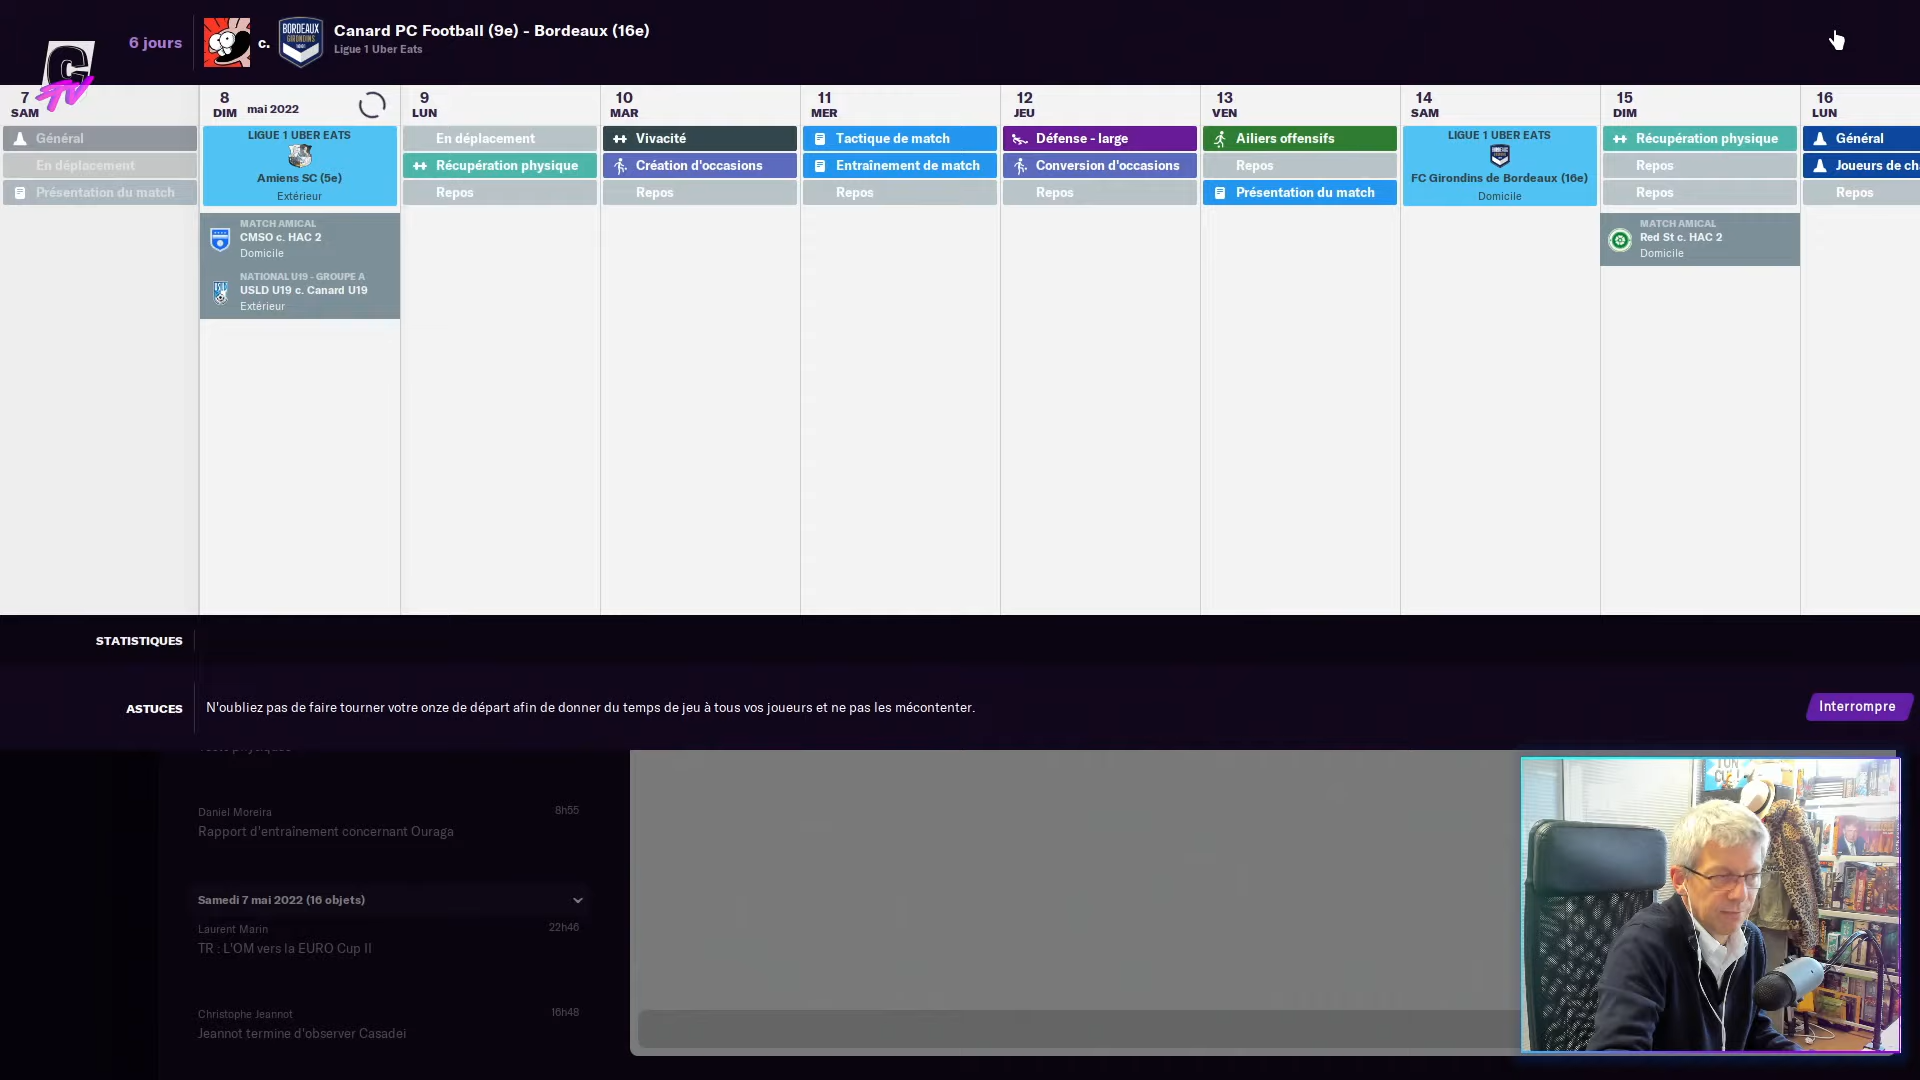 6 jours
c.
BORDEAUX
GIRONDINS
Canard PC Football (9e) - Bordeaux (16e)
Ligue 1 Uber Eats
C
TV
7
SAM
8
DIM
mai 2022
9
LUN
10
MAR
11
MER
12
JEU
13
VEN
14
SAM
15
DIM
16
LUN
Général
En déplacement
Présentation du match
LIGUE 1 UBER EATS
Amiens SC (5e)
Extérieur
MATCH AMICAL
CMSO c. HAC 2
Domicile
NATIONAL U19 - GROUPE A
USLD U19 c. Canard U19
Extérieur
En déplacement
Récupération physique
Repos
Vivacité
Création d'occasions
Repos
Tactique de match
Entraînement de match
Repos
Défense - large
Conversion d'occasions
Repos
Ailiers offensifs
Repos
Présentation du match
LIGUE 1 UBER EATS
FC Girondins de Bordeaux (16e)
Domicile
Récupération physique
Repos
Repos
MATCH AMICAL
Red St c. HAC 2
Domicile
Général
Joueurs de cha
Repos
STATISTIQUES
ASTUCES
N'oubliez pas de faire tourner votre onze de départ afin de donner du temps de jeu à tous vos joueurs et ne pas les mécontenter.
Interrompre
Daniel Moreira
8h55
Rapport d'entraînement concernant Ouraga
Samedi 7 mai 2022 (16 objets)
Laurent Marin
22h46
TR : L'OM vers la EURO Cup II
Christophe Jeannot
16h48
Jeannot termine d'observer Casadei